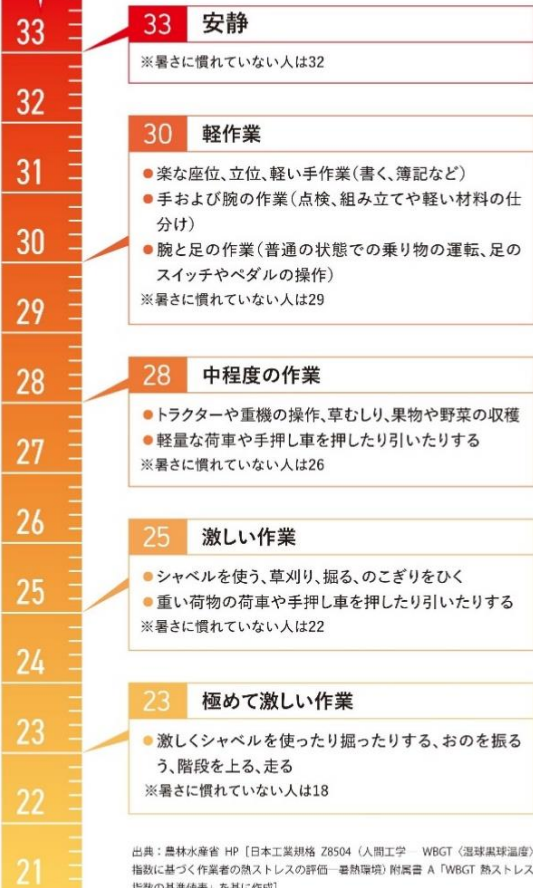 33
32
31
30
29
28
27
26
25
24
23
22
21
33 安静
※暑さに慣れていない人は32
30 軽作業
●楽な座位、立位、軽い手作業(書く、簿記など)
●手および腕の作業(点検、組み立てや軽い材料の仕
分け)
●腕と足の作業(普通の状態での乗り物の運転、足の
スイッチやペダルの操作)
※暑さに慣れていない人は29
28 中程度の作業
●トラクターや重機の操作、草むしり、果物や野菜の収穫
●軽量な荷車や手押し車を押したり引いたりする
※暑さに慣れていない人は26
25 激しい作業
●シャベルを使う、草刈り、掘る、のこぎりをひく
●重い荷物の荷車や手押し車を押したり引いたりする
※暑さに慣れていない人は22
23 極めて激しい作業
●激しくシャベルを使ったり掘ったりする、おのを振る
う、階段を上る、走る
※暑さに慣れていない人は18
出典:農林水産省 HP[日本工業規格 Z8504(人間工学 WBGT〈湿球黒球温度〉
指数に基づく作業者の熱ストレスの評価―暑熱環境)附属書 A「WBGT 熱ストレス
指数の基準値表」を基に作成]